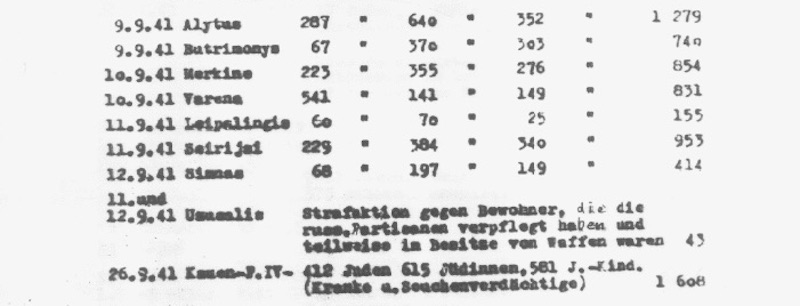 9.9.41 Alytus 287 " 640 " 352 " 1 279
9.9.41 Butrimonys 67 " 370 " 303 " 740
10.9.41 Merkine 223 " 355 " 276 " 854
10.9.41 Varena 541 " 141 " 149 " 831
11.9.41 Leipalingis 60 " 70 " 25 " 155
11.9.41 Seirijai 229 " 384 " 340 " 953
12.9.41 Simnas 68 " 197 " 149 " 414
11.und
12.9.41 Uzusalis Strafaktion gegen Bewohner, die die
russ.Partisanen verpflegt haben und
teilweise im Besitze von Waffen waren 43
26.9.41 Kauen-F.IV- 412 Juden 615 Jüdinnen, 581 J.-Kind.
(Kranke u.Seuchenverdächtige) 1 608